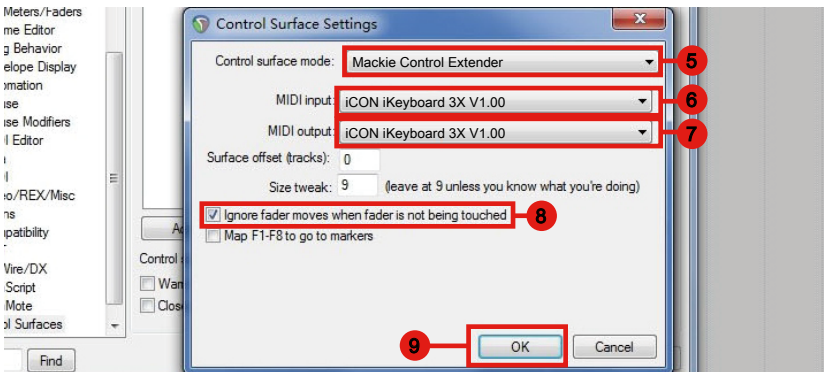 Meters/Faders
me Editor
g Behavior
elope Display
omation
use
use Modifiers
I Editor
eo/REX/Misc
ns
patibility
Wire/DX
Script
Mote
ol Surfaces
Find
Control
Wan
Close
Control Surface Settings
Control surface mode: Mackie Control Extender 5
MIDI input: iCON iKeyboard 3X V1.00 6
MIDI output: iCON iKeyboard 3X V1.00 7
Surface offset (tracks): 0
Size tweak: 9 (leave at 9 unless you know what you're doing)
Ignore fader moves when fader is not being touched 8
Map F1-F8 to go to markers
9 OK Cancel